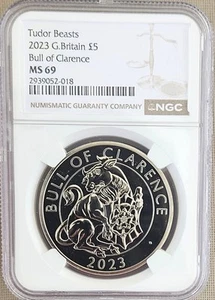 Tudor Beasts
2023 G.Britain £5
Bull of Clarence
MS 69
2939052-018
NUMISMATIC GUARANTY COMPANY
NGC
BULL OF CLARENCE
2023